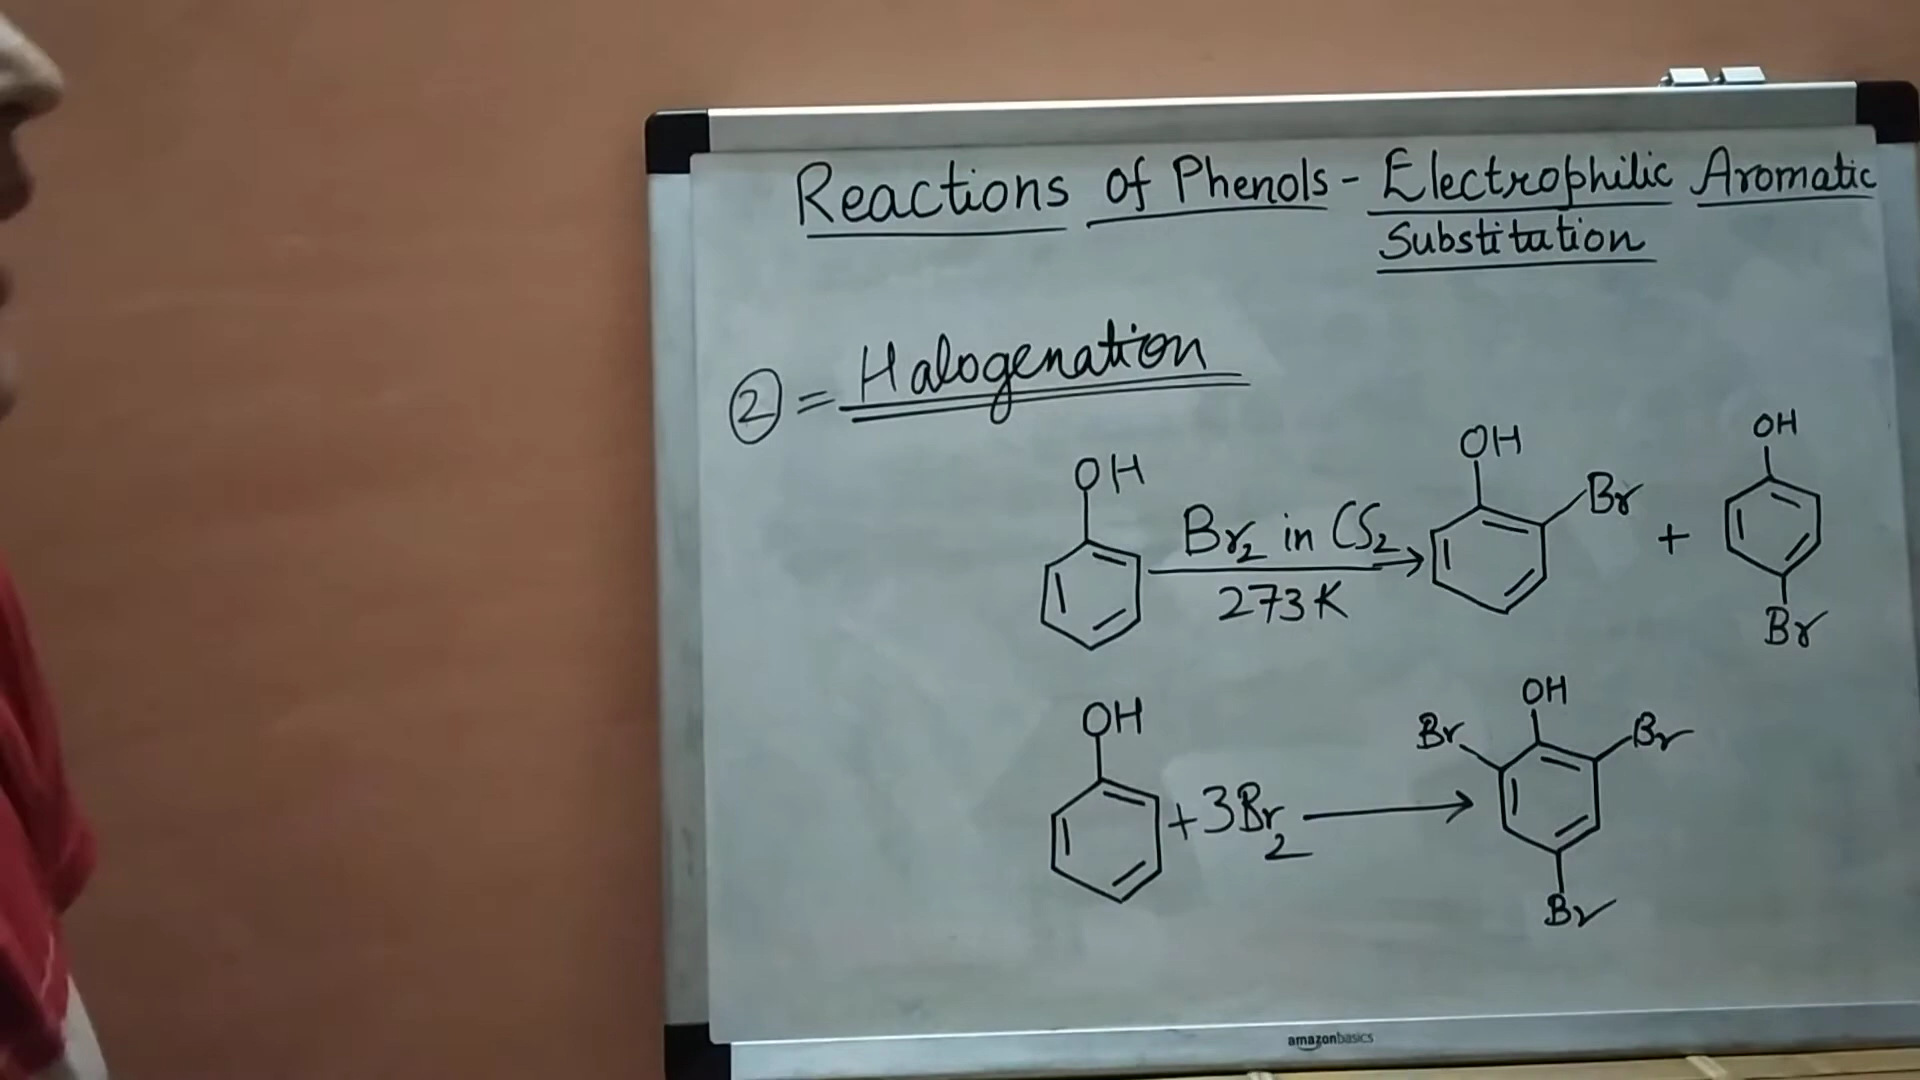 Reactions of Phenols - Electrophilic Aromatic
Substitution
② = Halogenation
OH
Br₂ in CS₂
273K
OH
Br
+
OH
Br
OH
+3Br₂
OH
Br
Br
Br
amazonbasics